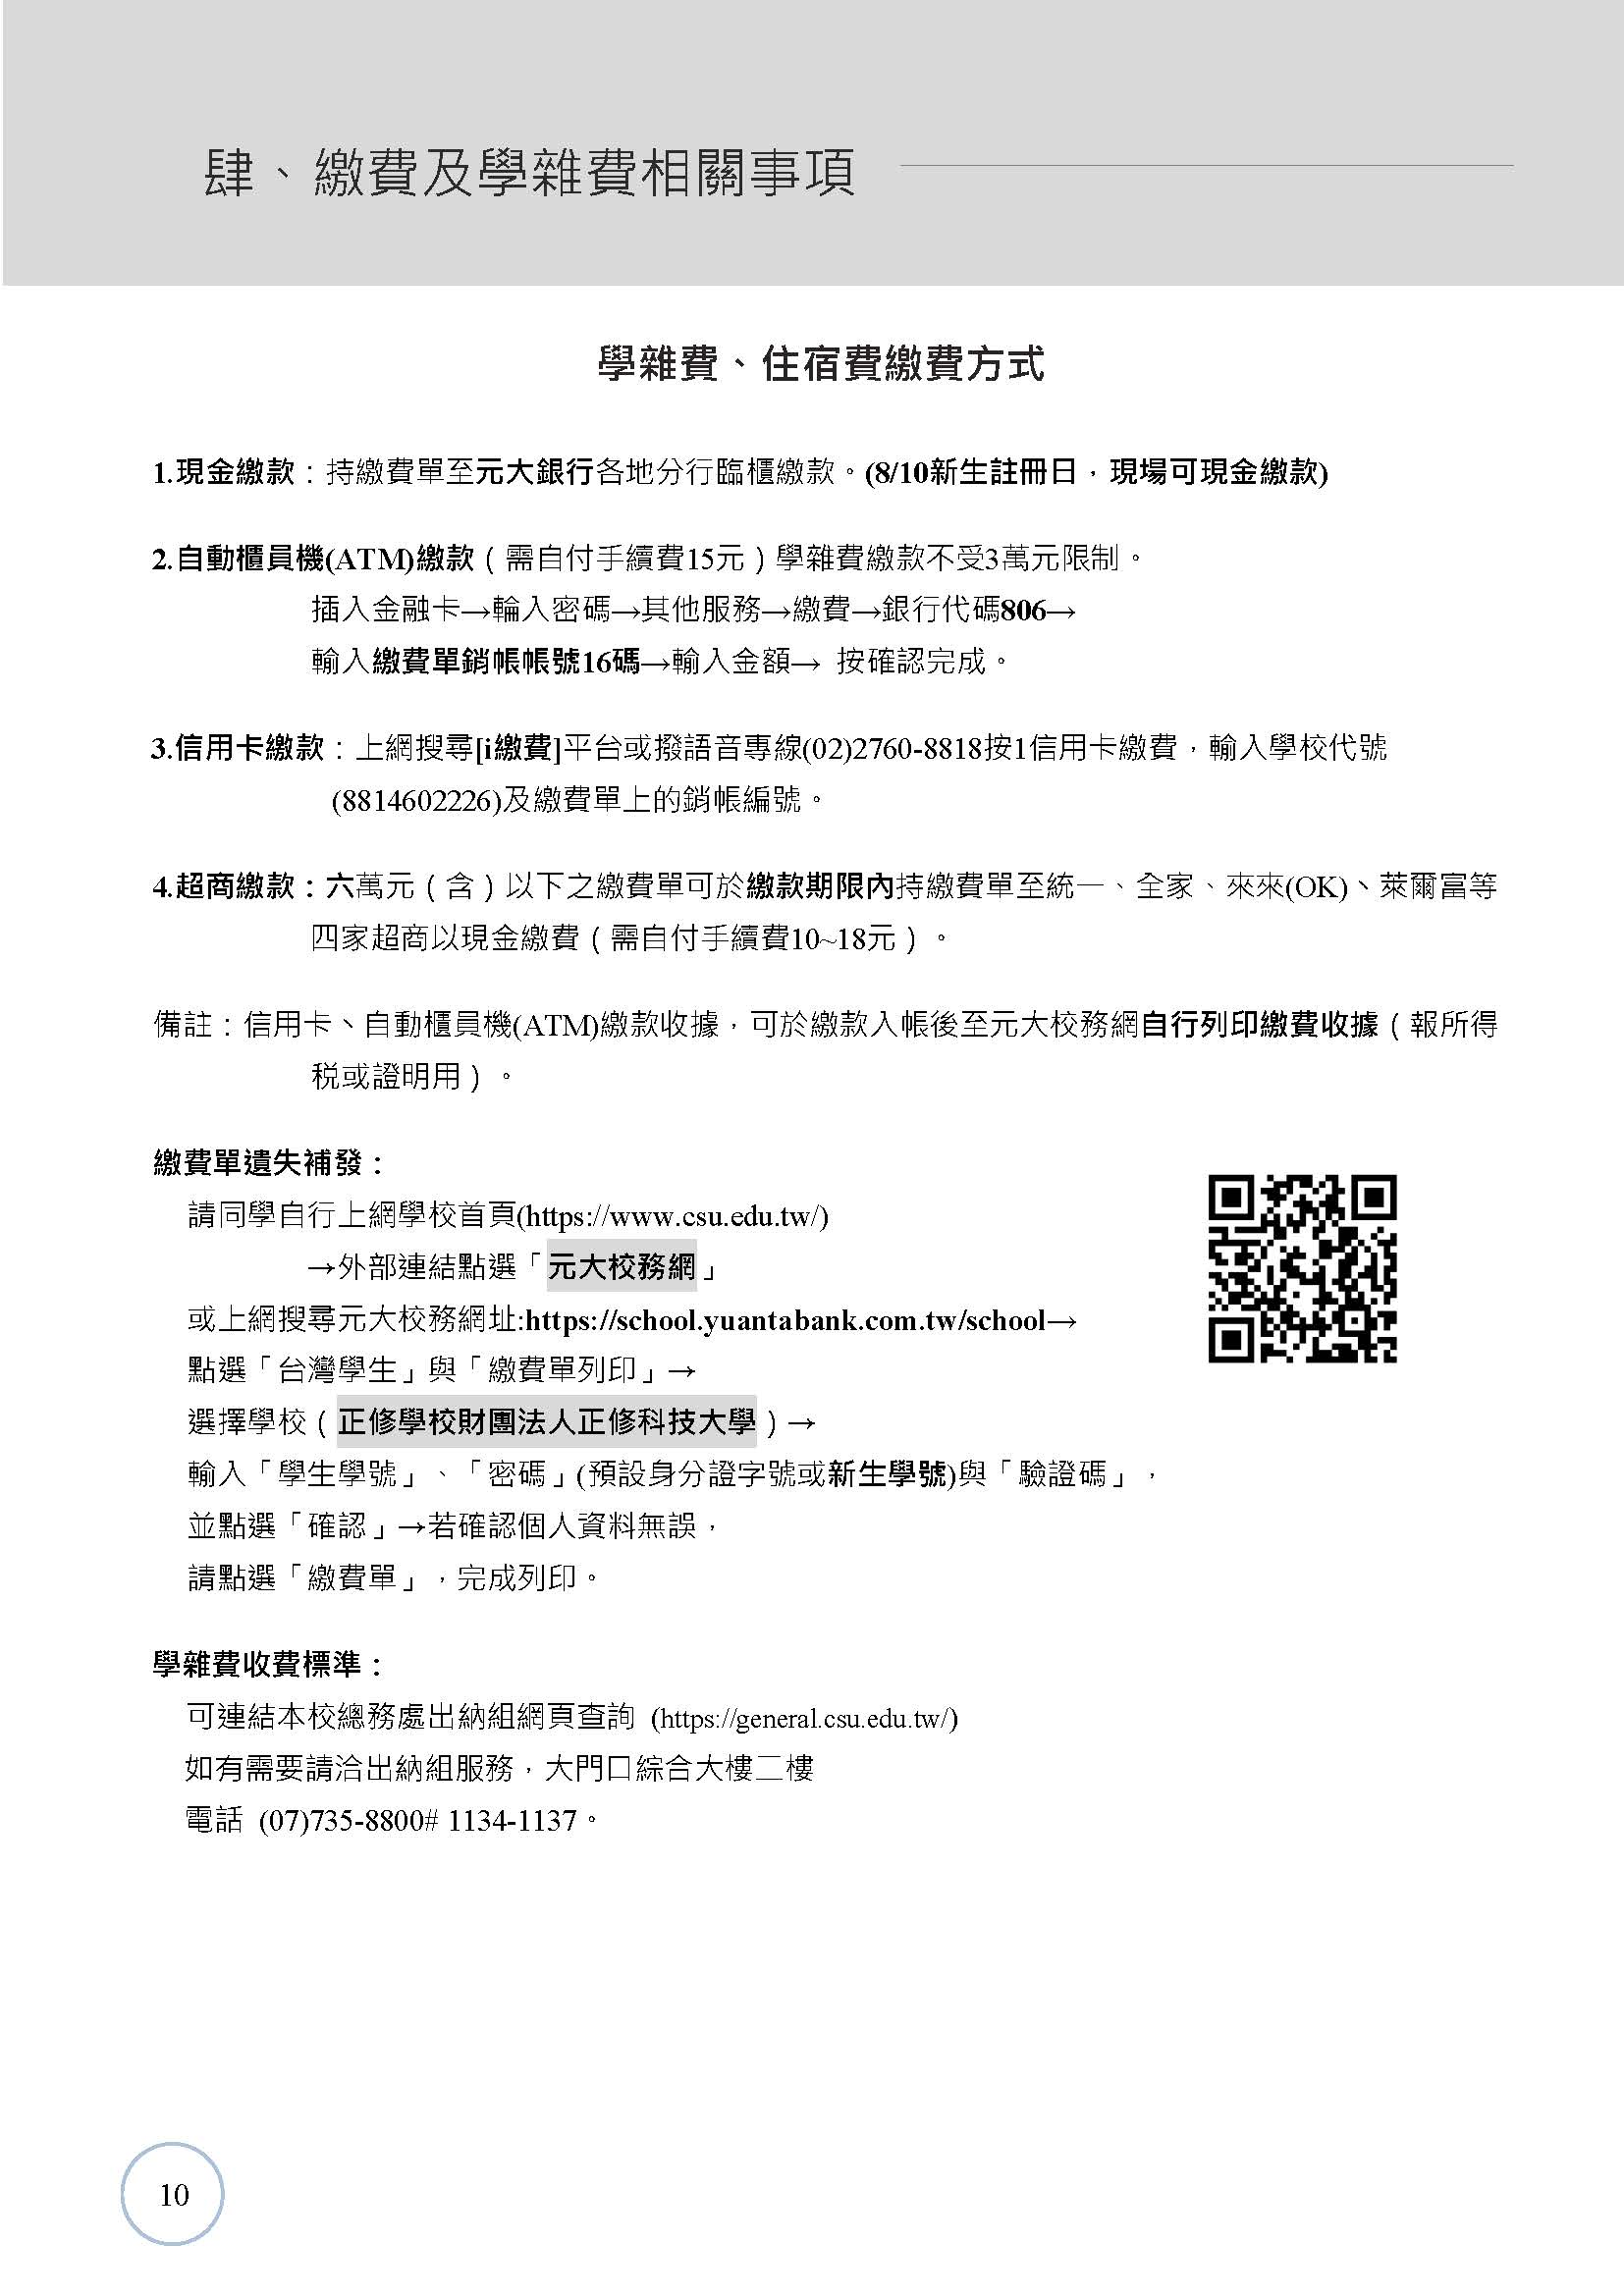 肆、繳費及學雜費相關事項
學雜費、住宿費繳費方式
1.現金繳款：持繳費單至元大銀行各地分行臨櫃繳款。(8/10新生註冊日，現場可現金繳款)
2.自動櫃員機(ATM)繳款（需自付手續費15元）學雜費繳款不受3萬元限制。
插入金融卡→輸入密碼→其他服務→繳費→銀行代碼806→
輸入繳費單銷帳帳號16碼→輸入金額→ 按確認完成。
3.信用卡繳款：上網搜尋[i繳費]平台或撥語音專線(02)2760-8818按1信用卡繳費，輸入學校代號
(8814602226)及繳費單上的銷帳編號。
4.超商繳款：六萬元（含）以下之繳費單可於繳款期限內持繳費單至統一、全家、來來(OK)、萊爾富等
四家超商以現金繳費（需自付手續費10~18元）。
備註：信用卡、自動櫃員機(ATM)繳款收據，可於繳款入帳後至元大校務網自行列印繳費收據（報所得
稅或證明用）。
繳費單遺失補發：
請同學自行上網學校首頁(https://www.csu.edu.tw/)
→外部連結點選「元大校務網」
或上網搜尋元大校務網址:https://school.yuantabank.com.tw/school→
點選「台灣學生」與「繳費單列印」→
選擇學校（正修學校財團法人正修科技大學）→
輸入「學生學號」、「密碼」(預設身分證字號或新生學號)與「驗證碼」，
並點選「確認」→若確認個人資料無誤，
請點選「繳費單」，完成列印。
學雜費收費標準：
可連結本校總務處出納組網頁查詢 (https://general.csu.edu.tw/)
如有需要請洽出納組服務，大門口綜合大樓二樓
電話 (07)735-8800# 1134-1137。
10